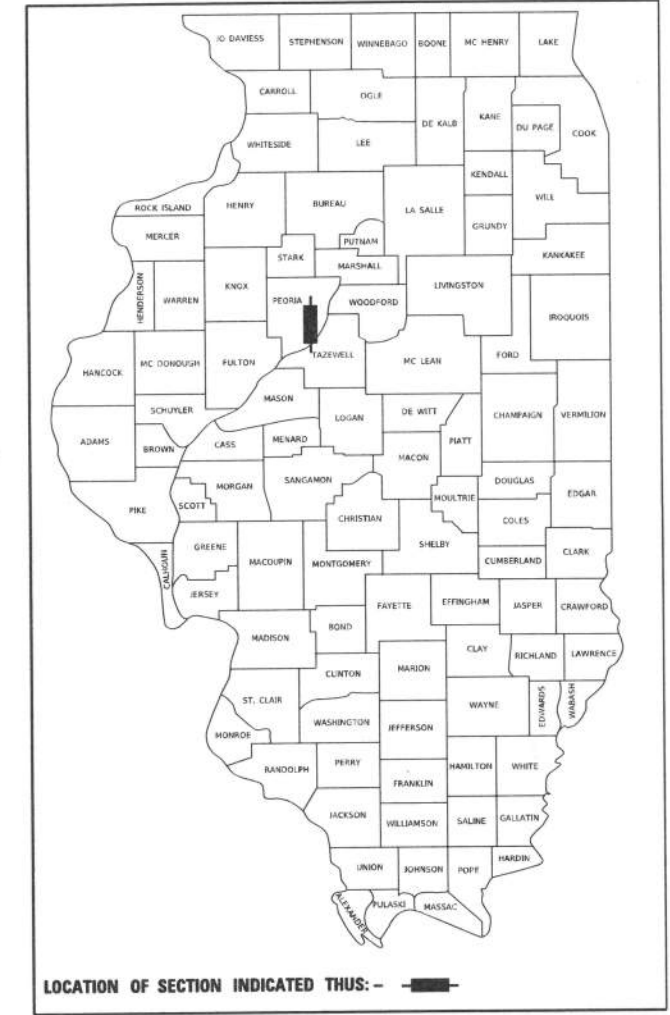 JO DAVIESS STEPHENSON WINNEBAGO BOONE MC HENRY LAKE
CARROLL OGLE DE KALB KANE DU PAGE COOK
WHITESIDE LEE KENDALL WILL
ROCK ISLAND HENRY BUREAU LA SALLE GRUNDY
MERCER PUTNAM KANKAKEE
STARK MARSHALL
HENDERSON WARREN KNOX PEORIA WOODFORD LIVINGSTON IROQUOIS
HANCOCK MC DONOUGH FULTON TAZEWELL MC LEAN FORD
SCHUYLER MASON LOGAN DE WITT CHAMPAIGN VERMILION
ADAMS BROWN CASS MENARD MACON PIATT
PIKE SCOTT MORGAN SANGAMON MOULTRIE DOUGLAS EDGAR
CHRISTIAN COLES
CALHOUN GREENE MACOUPIN MONTGOMERY SHELBY CUMBERLAND CLARK
JERSEY FAYETTE EFFINGHAM JASPER CRAWFORD
MADISON BOND CLAY RICHLAND LAWRENCE
ST. CLAIR CLINTON MARION WAYNE EDWARDS WABASH
MONROE WASHINGTON JEFFERSON
RANDOLPH PERRY FRANKLIN HAMILTON WHITE
JACKSON WILLIAMSON SALINE GALLATIN
UNION JOHNSON POPE HARDIN
ALEXANDER PULASKI MASSAC
LOCATION OF SECTION INDICATED THUS: -